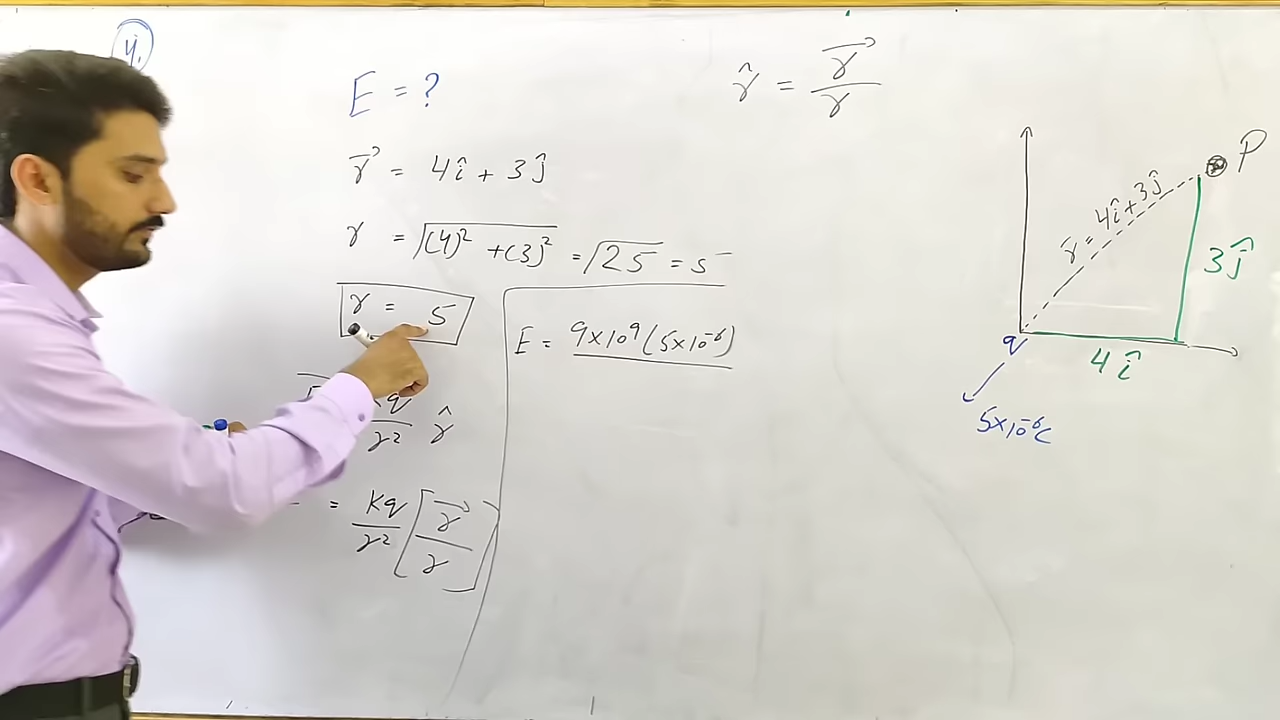 4.
E = ?
r⃗ = 4î + 3ĵ
r = √(4)² + (3)² = √25 = 5
r = 5
kq/r² r̂
= kq/r² [r⃗/r]
E = 9×10⁹(5×10⁻⁶)
r̂ = r⃗/r
P
r⃗ = 4î + 3ĵ
3ĵ
q
4î
5×10⁻⁶C